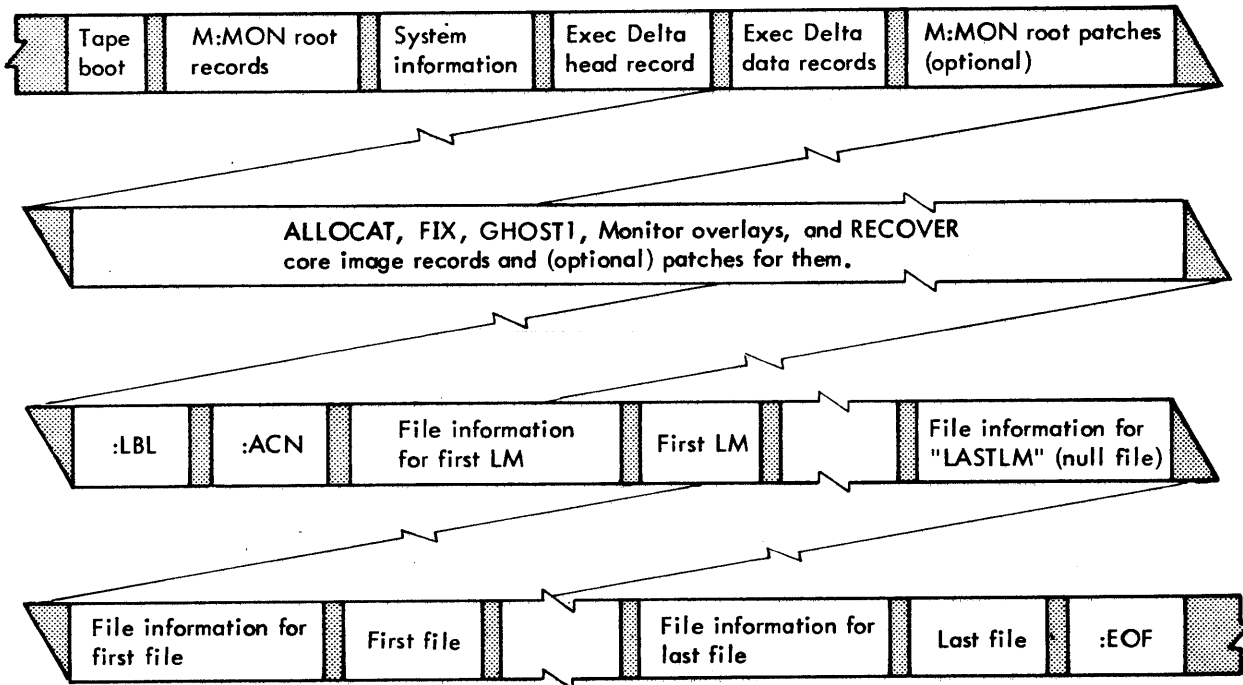 Tape
boot
M:MON root
records
System
information
Exec Delta
head record
Exec Delta
data records
M:MON root patches
(optional)
ALLOCAT, FIX, GHOST1, Monitor overlays, and RECOVER
core image records and (optional) patches for them.
:LBL
:ACN
File information
for first LM
First LM
File information for
"LASTLM" (null file)
File information for
first file
First file
File information for
last file
Last file
:EOF